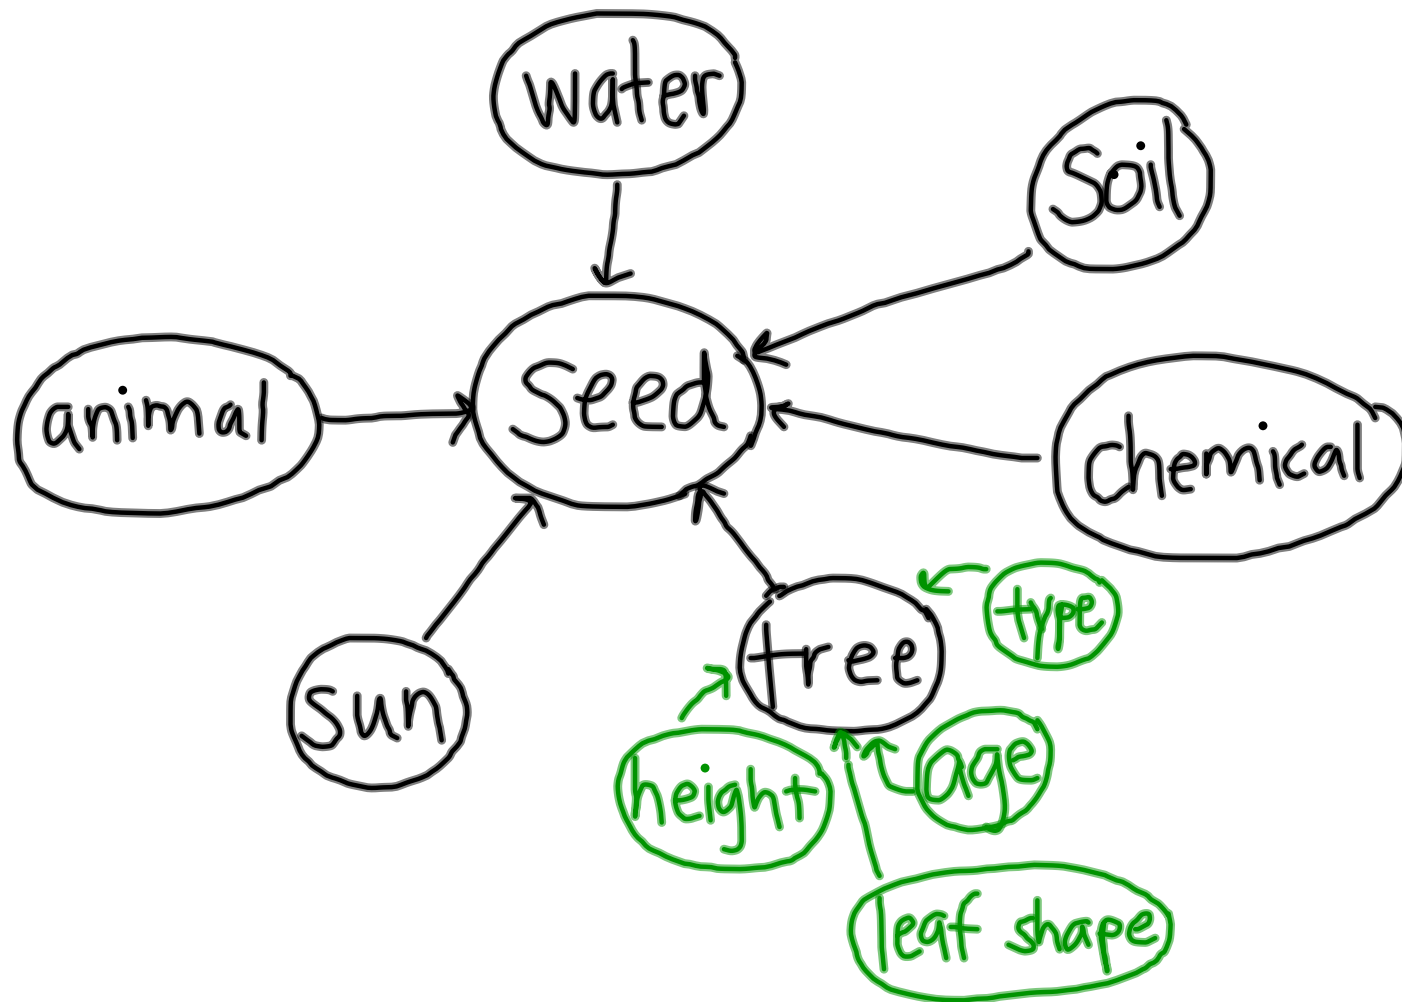 water
Soil
animal
Seed
chemical
type
tree
sun
height
age
leaf shape